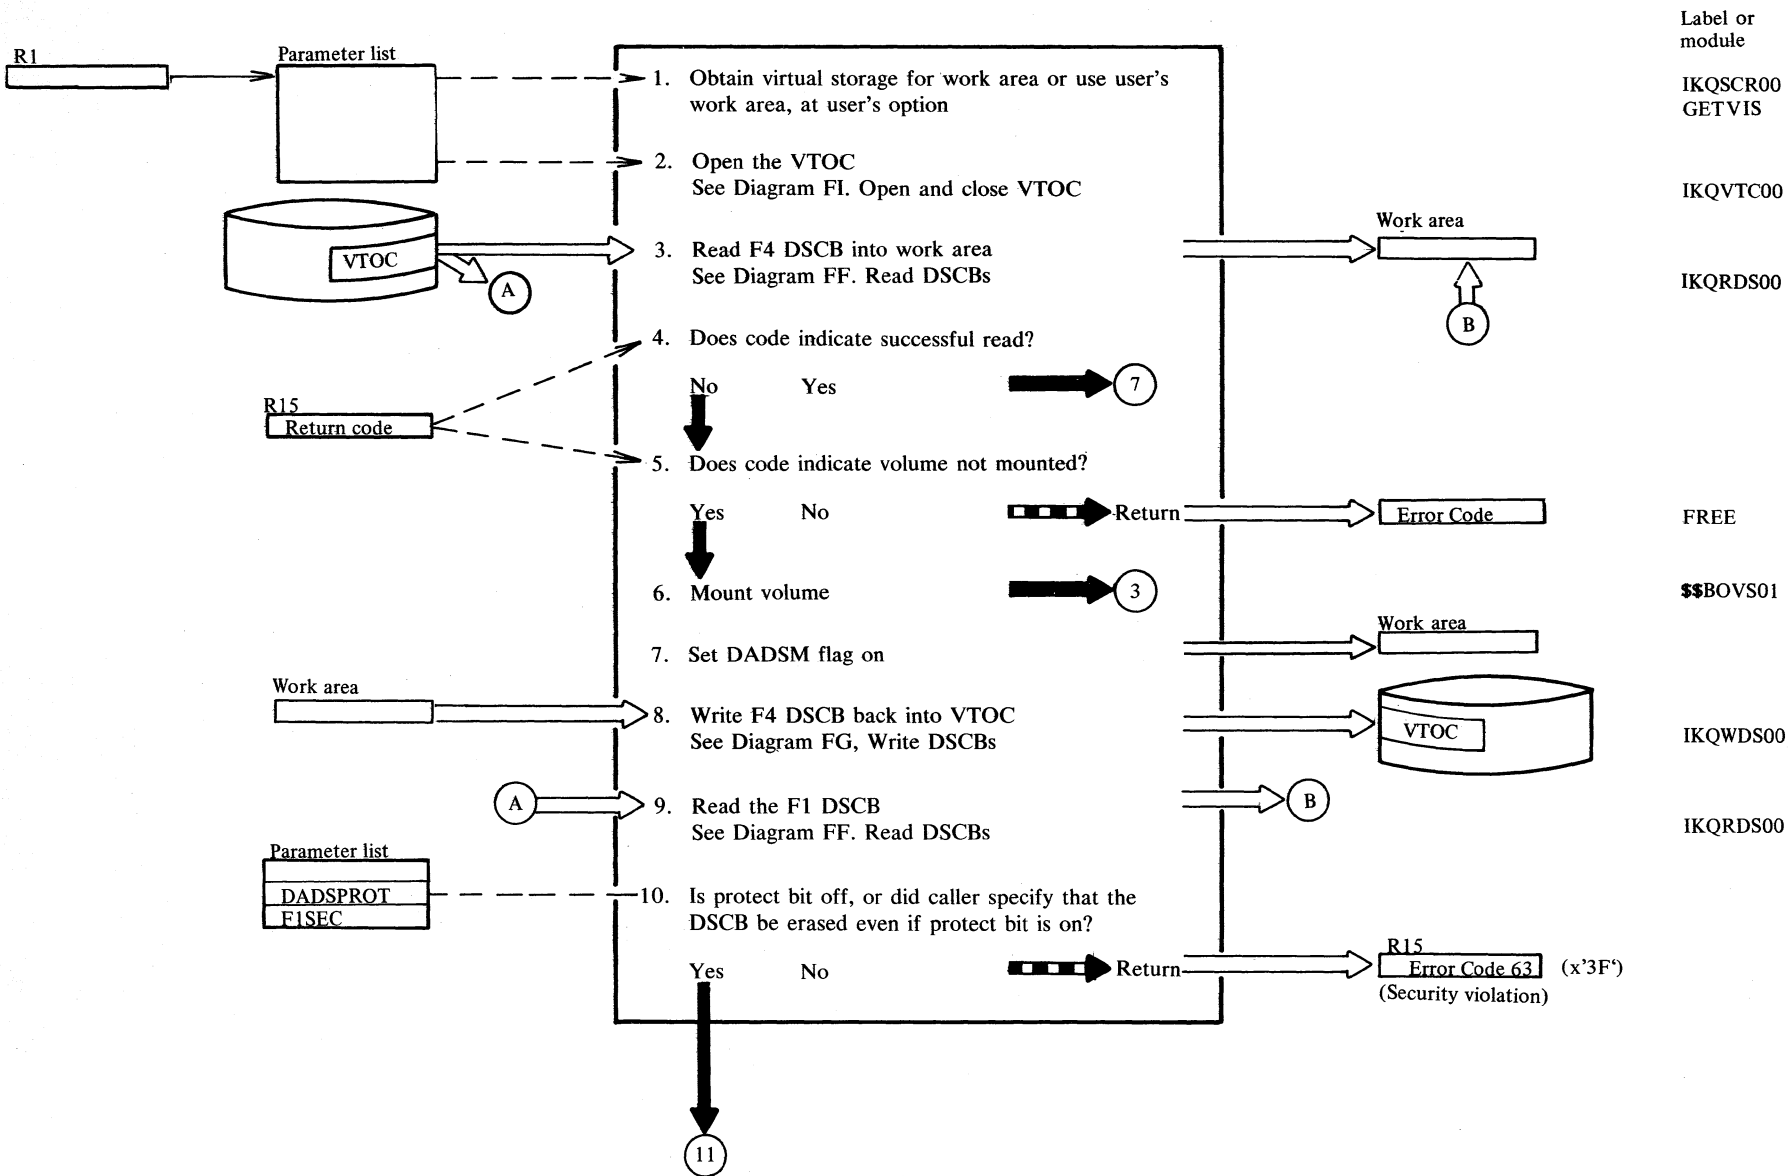 Label or
module
R1
Parameter list
1. Obtain virtual storage for work area or use user's
work area, at user's option
IKQSCR00
GETVIS
2. Open the VTOC
See Diagram FI. Open and close VTOC
IKQVTC00
VTOC
A
3. Read F4 DSCB into work area
See Diagram FF. Read DSCBs
Work area
B
IKQRDS00
4. Does code indicate successful read?
No Yes
7
R15
Return code
5. Does code indicate volume not mounted?
Yes No Return
Error Code
FREE
6. Mount volume
3
$$BOVS01
7. Set DADSM flag on
Work area
Work area
8. Write F4 DSCB back into VTOC
See Diagram FG, Write DSCBs
VTOC
IKQWDS00
A
9. Read the F1 DSCB
See Diagram FF. Read DSCBs
B
IKQRDS00
Parameter list
DADSPROT
F1SEC
10. Is protect bit off, or did caller specify that the
DSCB be erased even if protect bit is on?
Yes No Return
R15
Error Code 63 (x'3F‘)
(Security violation)
11